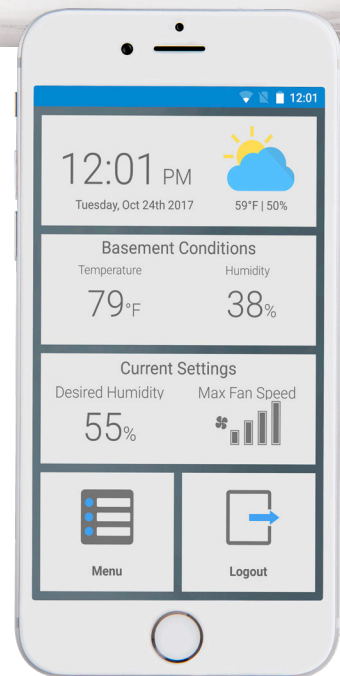 12:01
12:01 PM
Tuesday, Oct 24th 2017
59°F | 50%
Basement Conditions
Temperature
Humidity
79°F
38%
Current Settings
Desired Humidity
Max Fan Speed
55%
Menu
Logout